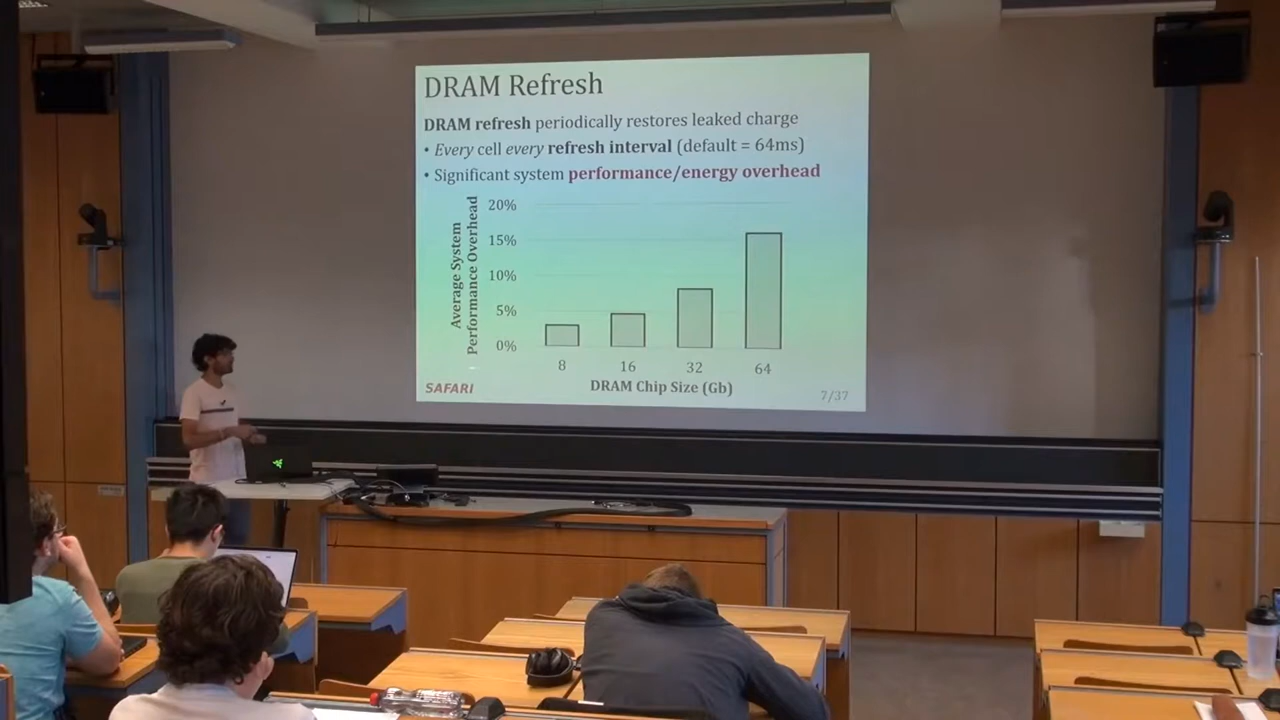 DRAM Refresh
DRAM refresh periodically restores leaked charge
• Every cell every refresh interval (default = 64ms)
• Significant system performance/energy overhead
Average System
Performance Overhead
20%
15%
10%
5%
0%
8 16 32 64
DRAM Chip Size (Gb)
SAFARI
7/37